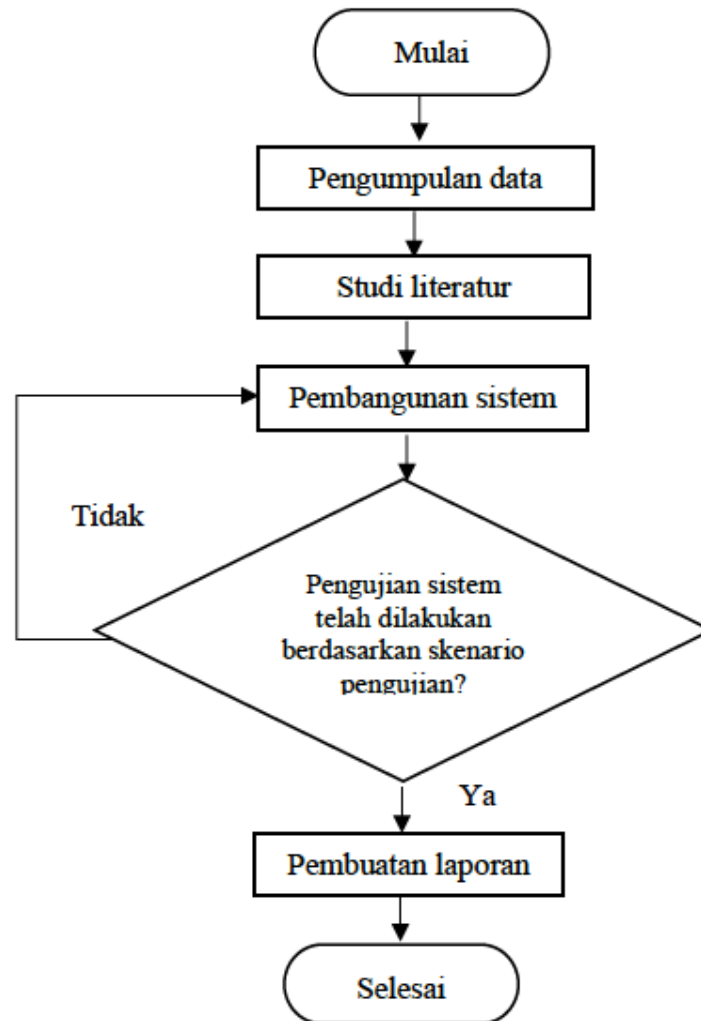 Mulai
Pengumpulan data
Studi literatur
Pembangunan sistem
Tidak
Pengujian sistem
telah dilakukan
berdasarkan skenario
pengujian?
Ya
Pembuatan laporan
Selesai